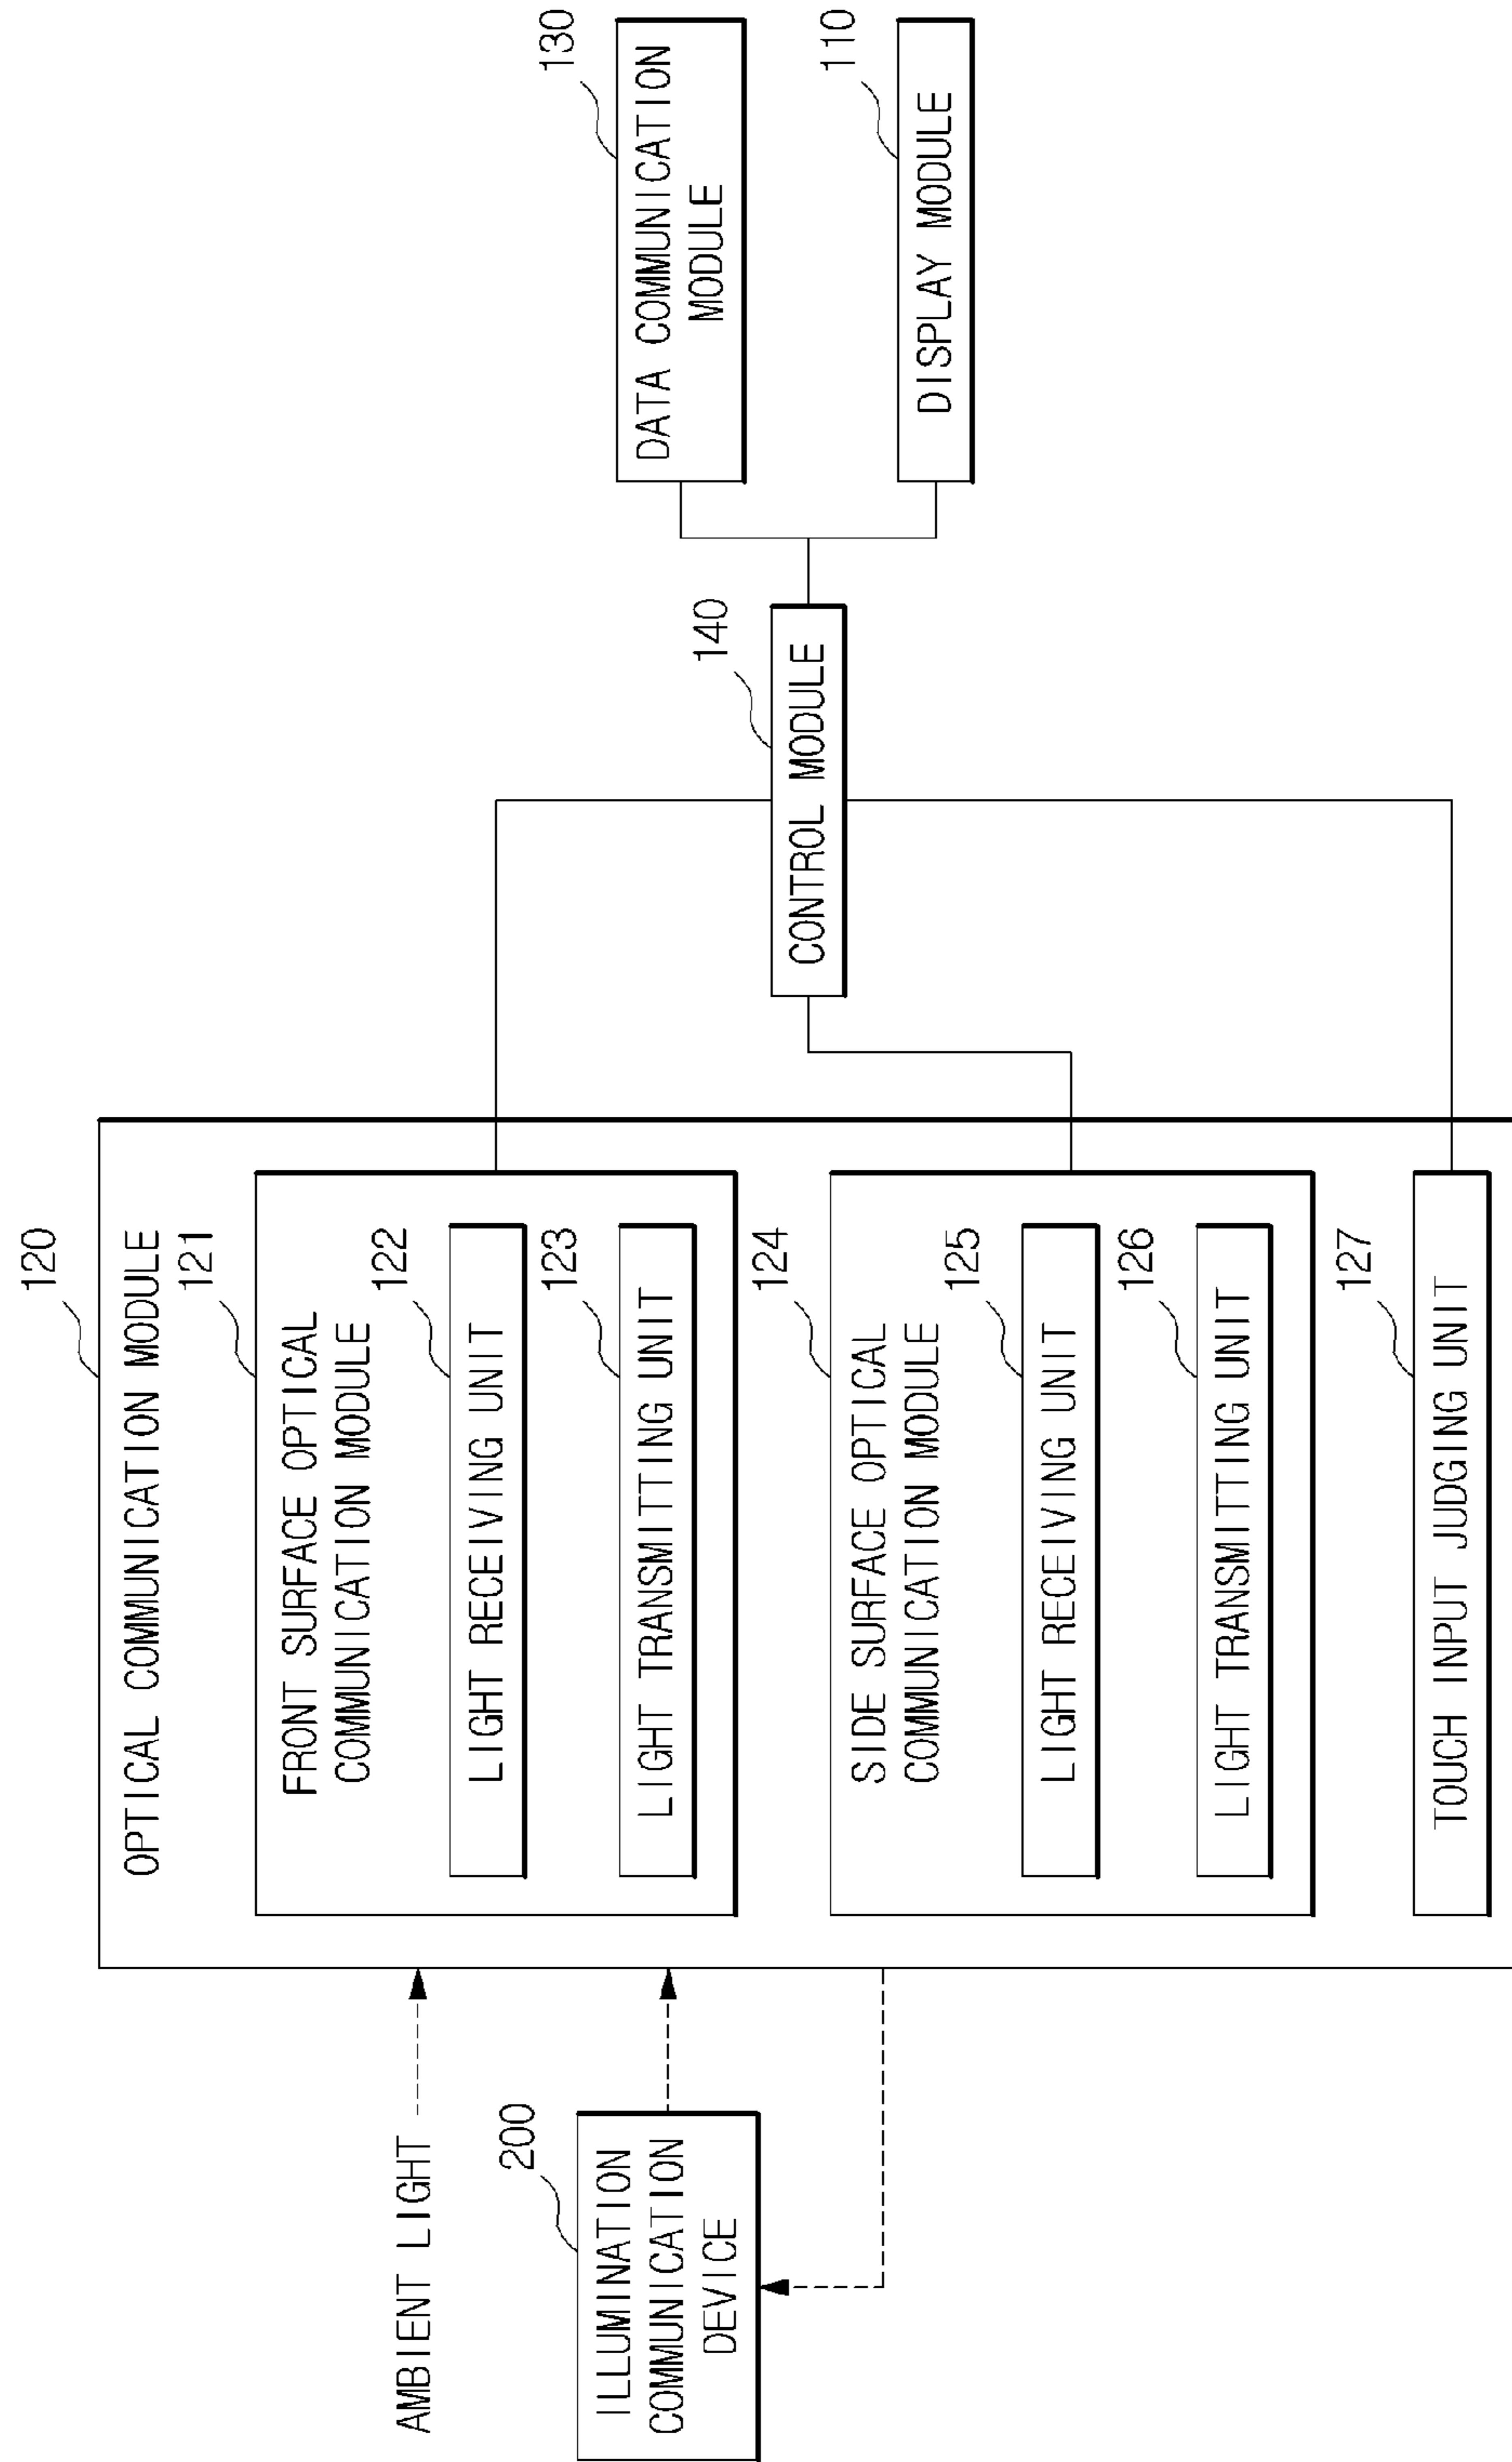 120
OPTICAL COMMUNICATION MODULE
121
FRONT SURFACE OPTICAL
COMMUNICATION MODULE
122
LIGHT RECEIVING UNIT
123
LIGHT TRANSMITTING UNIT
124
SIDE SURFACE OPTICAL
COMMUNICATION MODULE
125
LIGHT RECEIVING UNIT
126
LIGHT TRANSMITTING UNIT
127
TOUCH INPUT JUDGING UNIT
AMBIENT LIGHT
200
ILLUMINATION
COMMUNICATION
DEVICE
140
CONTROL MODULE
130
DATA COMMUNICATION
MODULE
110
DISPLAY MODULE